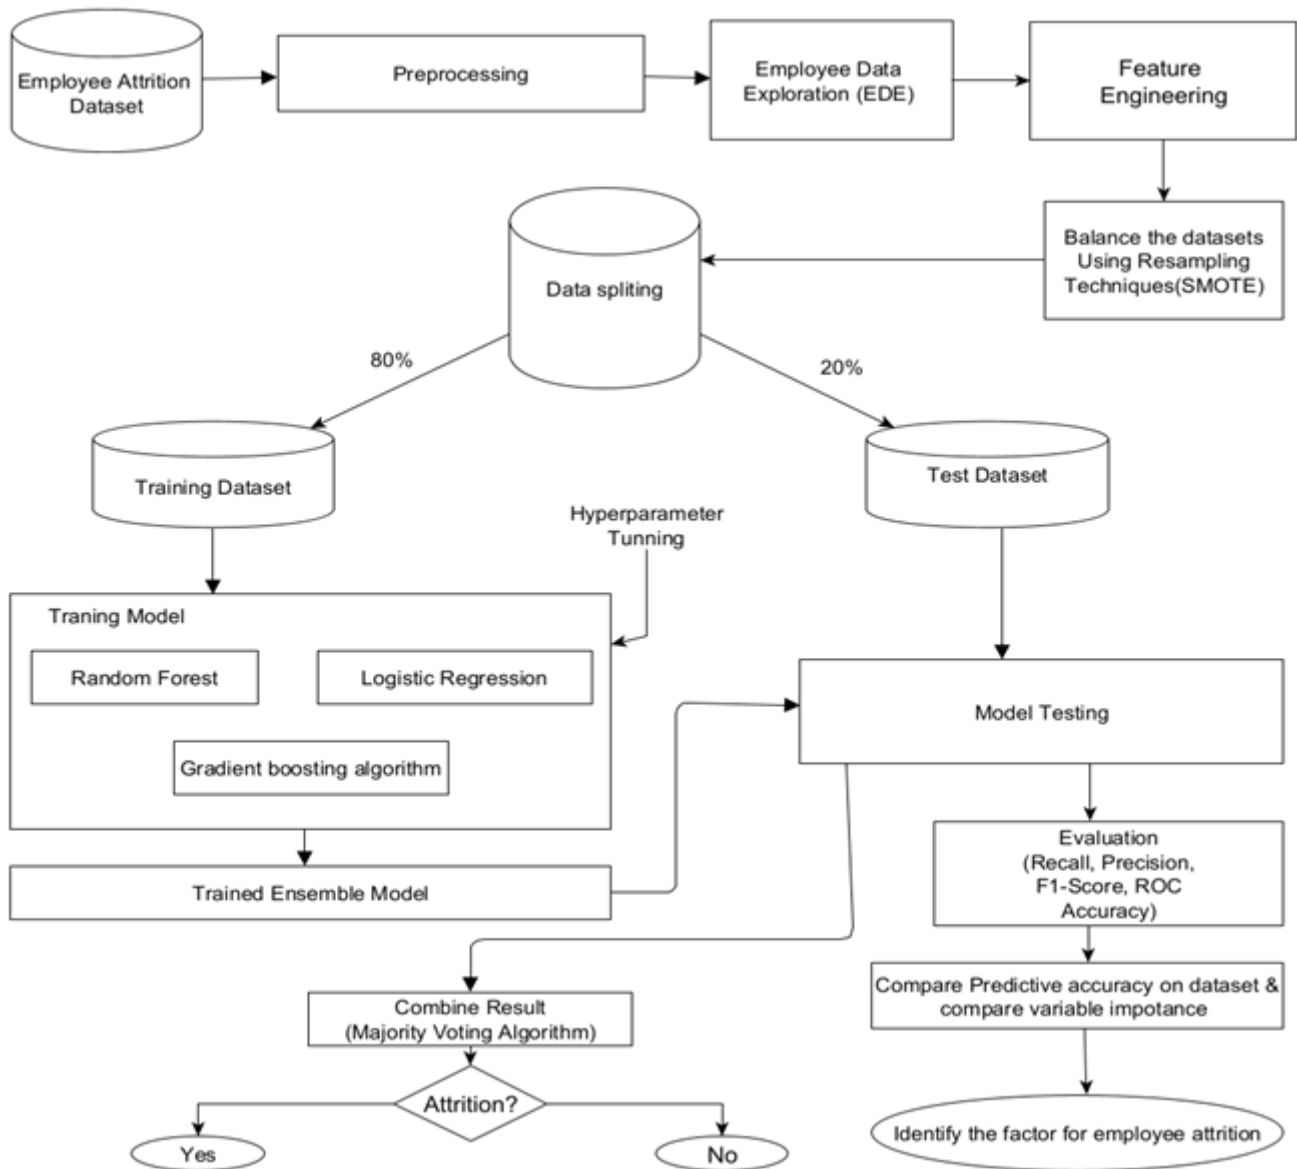 Employee Attrition
Dataset
Preprocessing
Employee Data
Exploration (EDE)
Feature
Engineering
Balance the datasets
Using Resampling
Techniques(SMOTE)
Data spliting
80%
20%
Training Dataset
Test Dataset
Hyperparameter
Tunning
Traning Model
Random Forest
Logistic Regression
Gradient boosting algorithm
Model Testing
Trained Ensemble Model
Evaluation
(Recall, Precision,
F1-Score, ROC
Accuracy)
Compare Predictive accuracy on dataset &
compare variable impotance
Combine Result
(Majority Voting Algorithm)
Attrition?
Yes
No
Identify the factor for employee attrition